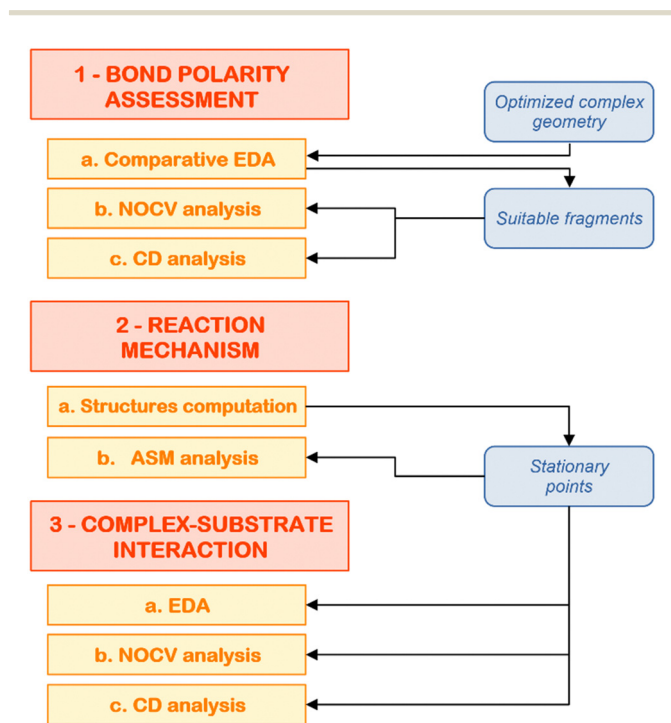 1 - BOND POLARITY
ASSESSMENT
Optimized complex
geometry
a. Comparative EDA
b. NOCV analysis
Suitable fragments
c. CD analysis
2 - REACTION
MECHANISM
a. Structures computation
b. ASM analysis
Stationary
points
3 - COMPLEX-SUBSTRATE
INTERACTION
a. EDA
b. NOCV analysis
c. CD analysis